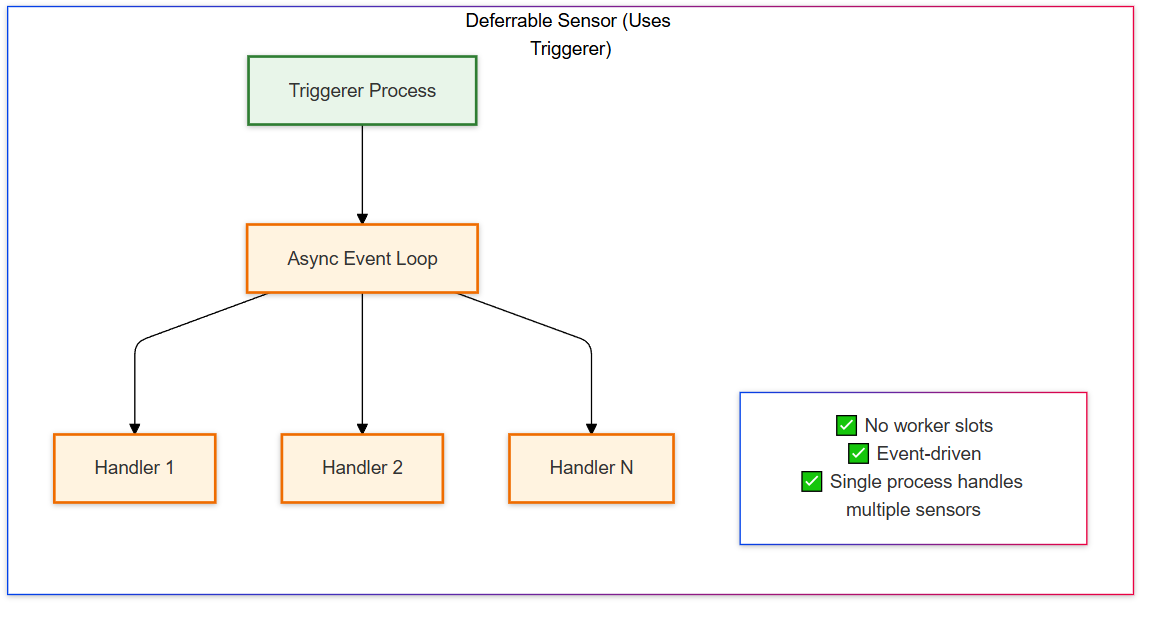 Deferrable Sensor (Uses
Triggerer)
Triggerer Process
Async Event Loop
Handler 1
Handler 2
Handler N
✅ No worker slots
✅ Event-driven
✅ Single process handles
multiple sensors